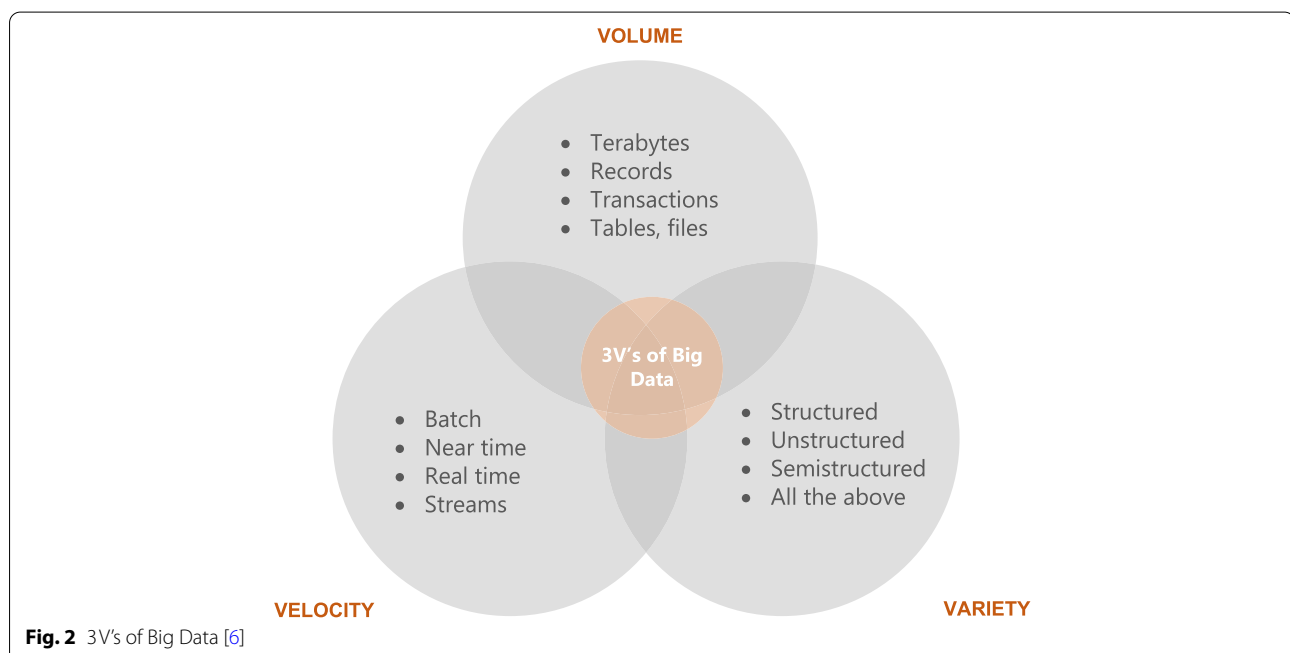 VOLUME
• Terabytes
• Records
• Transactions
• Tables, files
3V's of Big
Data
• Batch
• Near time
• Real time
• Streams
• Structured
• Unstructured
• Semistructured
• All the above
VELOCITY
VARIETY
Fig. 2 3V's of Big Data [6]